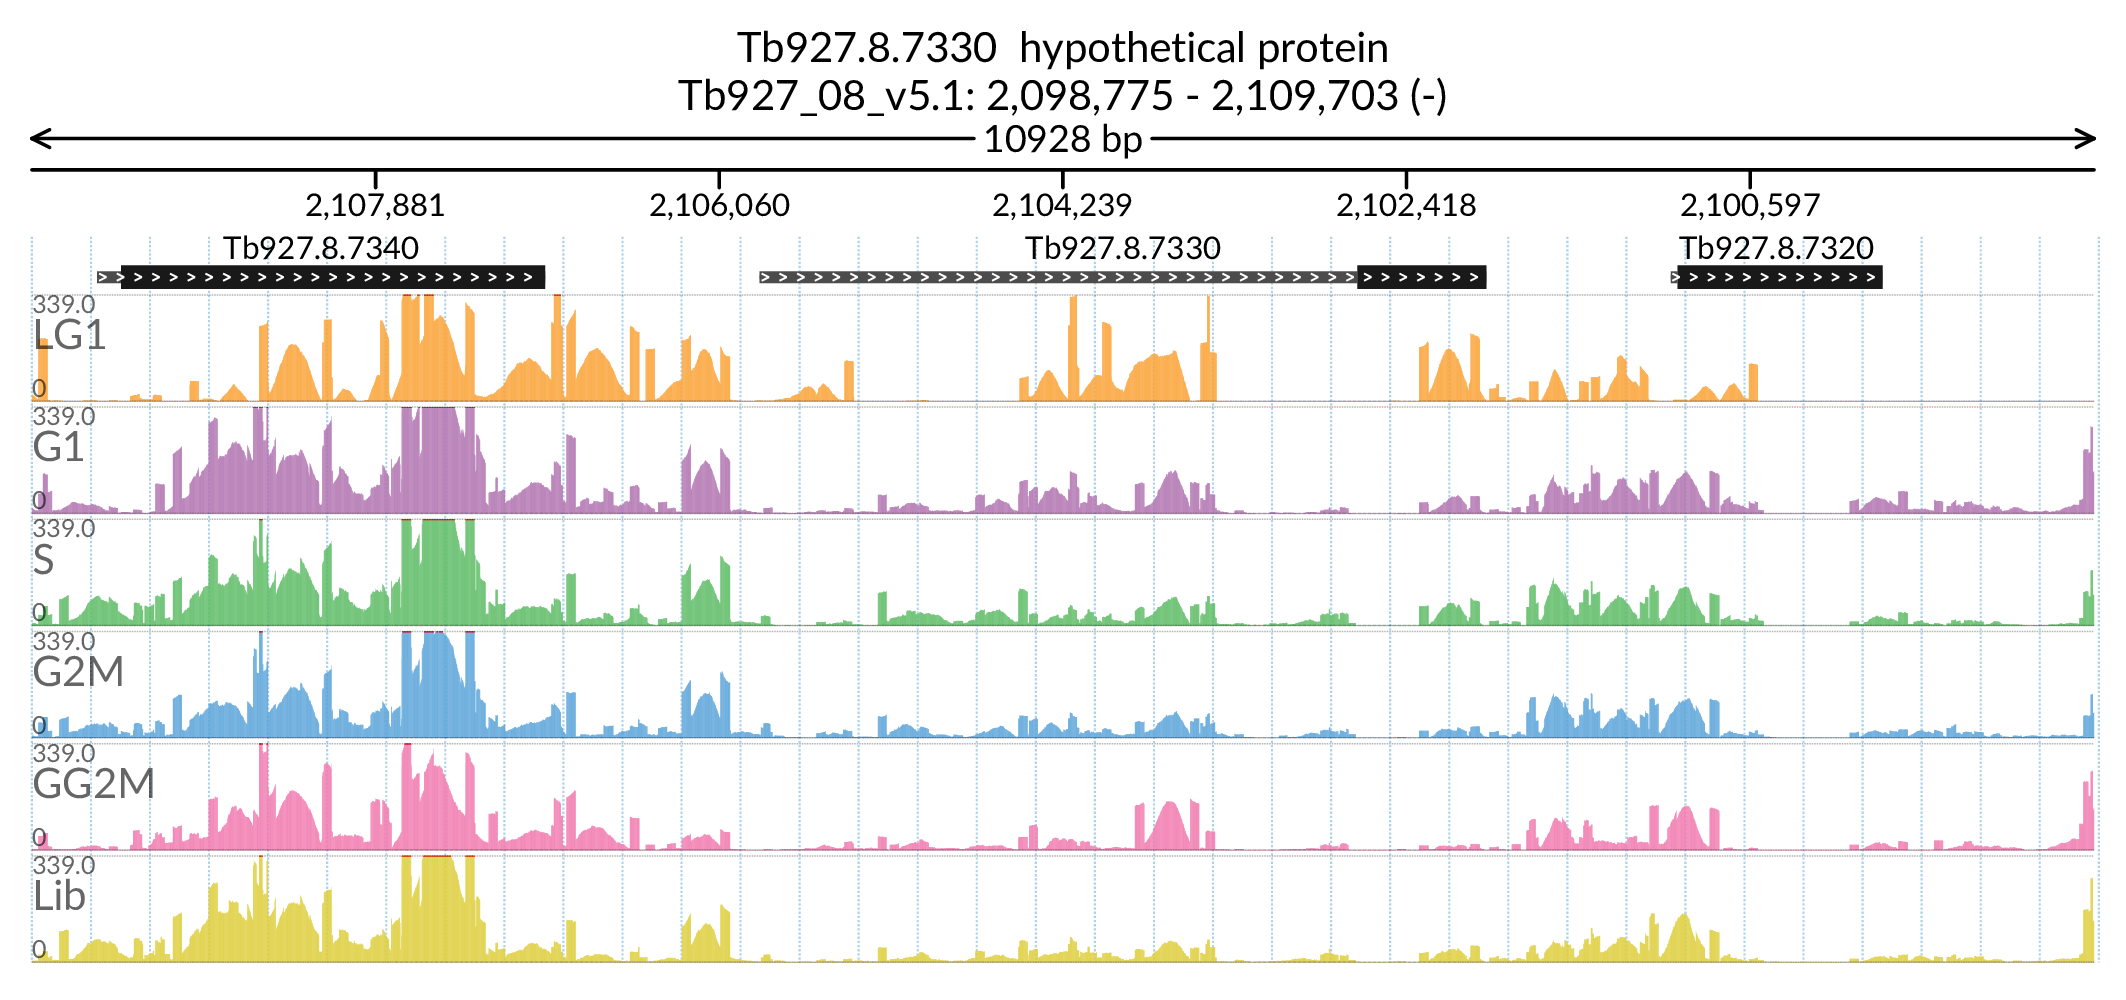 Tb927.8.7330  hypothetical protein
Tb927_08_v5.1: 2,098,775 - 2,109,703 (-)
10928 bp
2,107,881 2,106,060 2,104,239 2,102,418 2,100,597
Tb927.8.7340 Tb927.8.7330 Tb927.8.7320
339.0
LG1
0
339.0
G1
0
339.0
S
0
339.0
G2M
0
339.0
GG2M
0
339.0
Lib
0